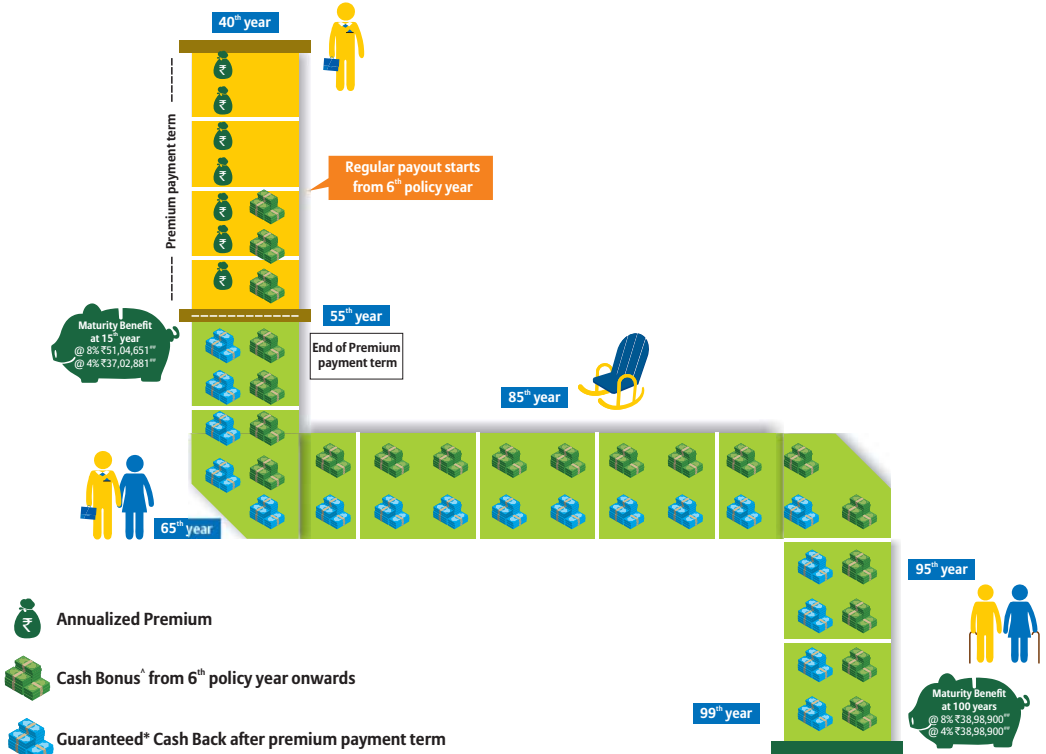 40th year
Premium payment term
Regular payout starts
from 6th policy year
55th year
Maturity Benefit
at 15th year
@ 8% ₹51,04,651##
@ 4% ₹37,02,881##
End of Premium
payment term
85th year
65th year
95th year
Annualized Premium
Cash Bonus^ from 6th policy year onwards
Maturity Benefit
at 100 years
@ 8% ₹38,98,900##
@ 4% ₹38,98,900##
99th year
Guaranteed* Cash Back after premium payment term